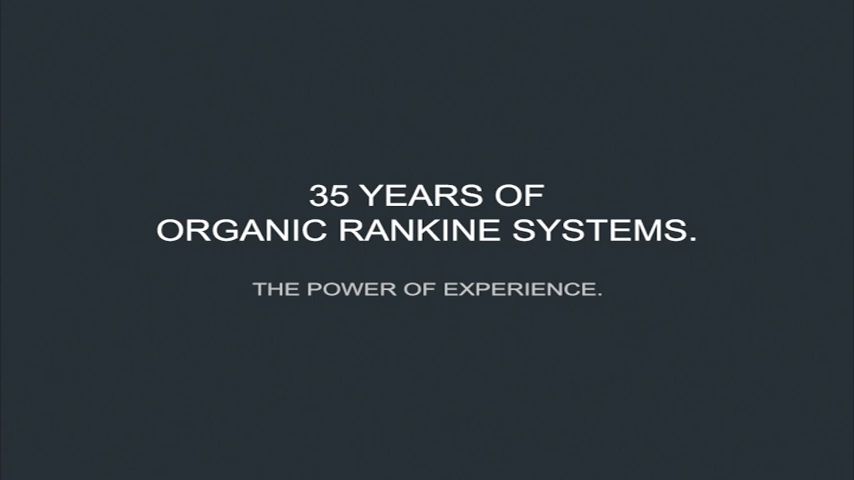 35 YEARS OF
ORGANIC RANKINE SYSTEMS.
THE POWER OF EXPERIENCE.